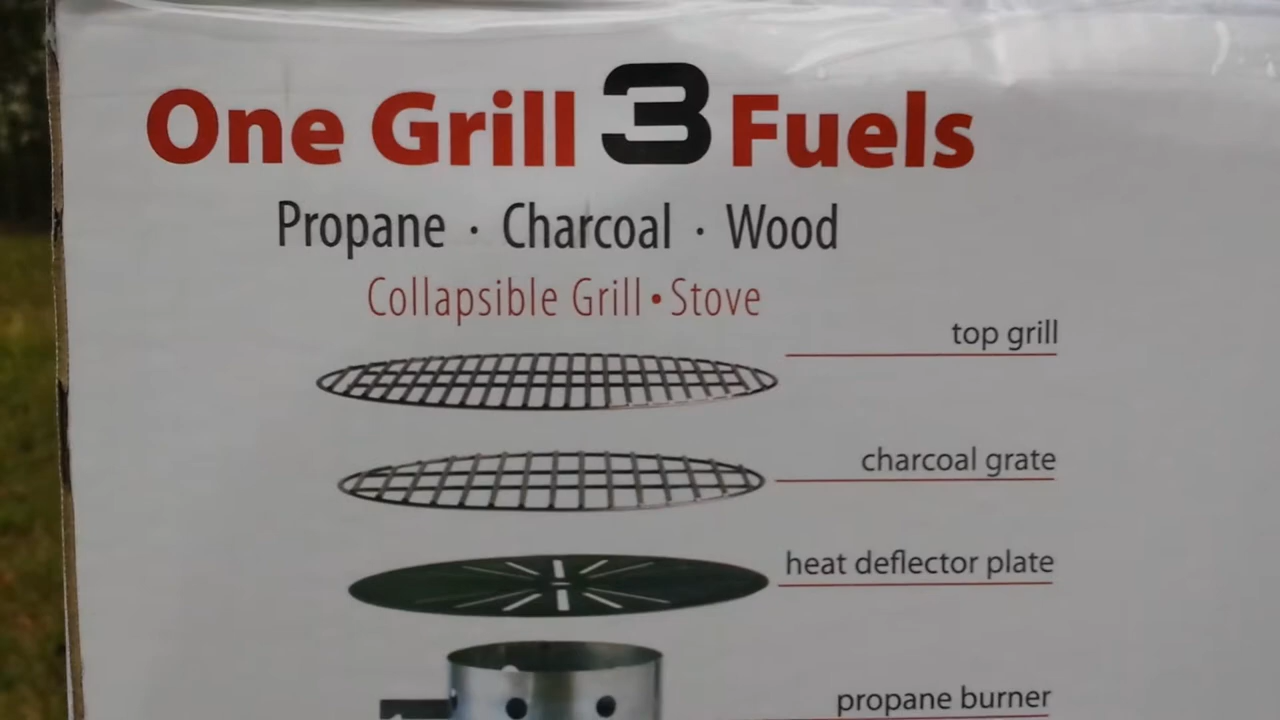 One Grill 3 Fuels
Propane · Charcoal · Wood
Collapsible Grill • Stove
top grill
charcoal grate
heat deflector plate
propane burner